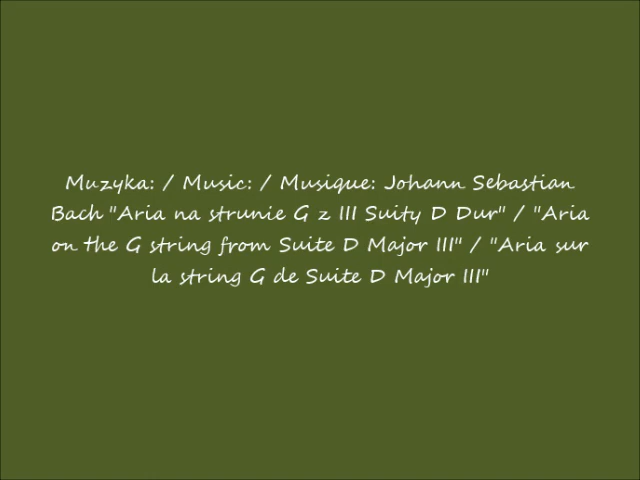 Muzyka: / Music: / Musique: Johann Sebastian
Bach "Aria na strunie G z III Suity D Dur" / "Aria
on the G string from Suite D Major III" / "Aria sur
la string G de Suite D Major III"